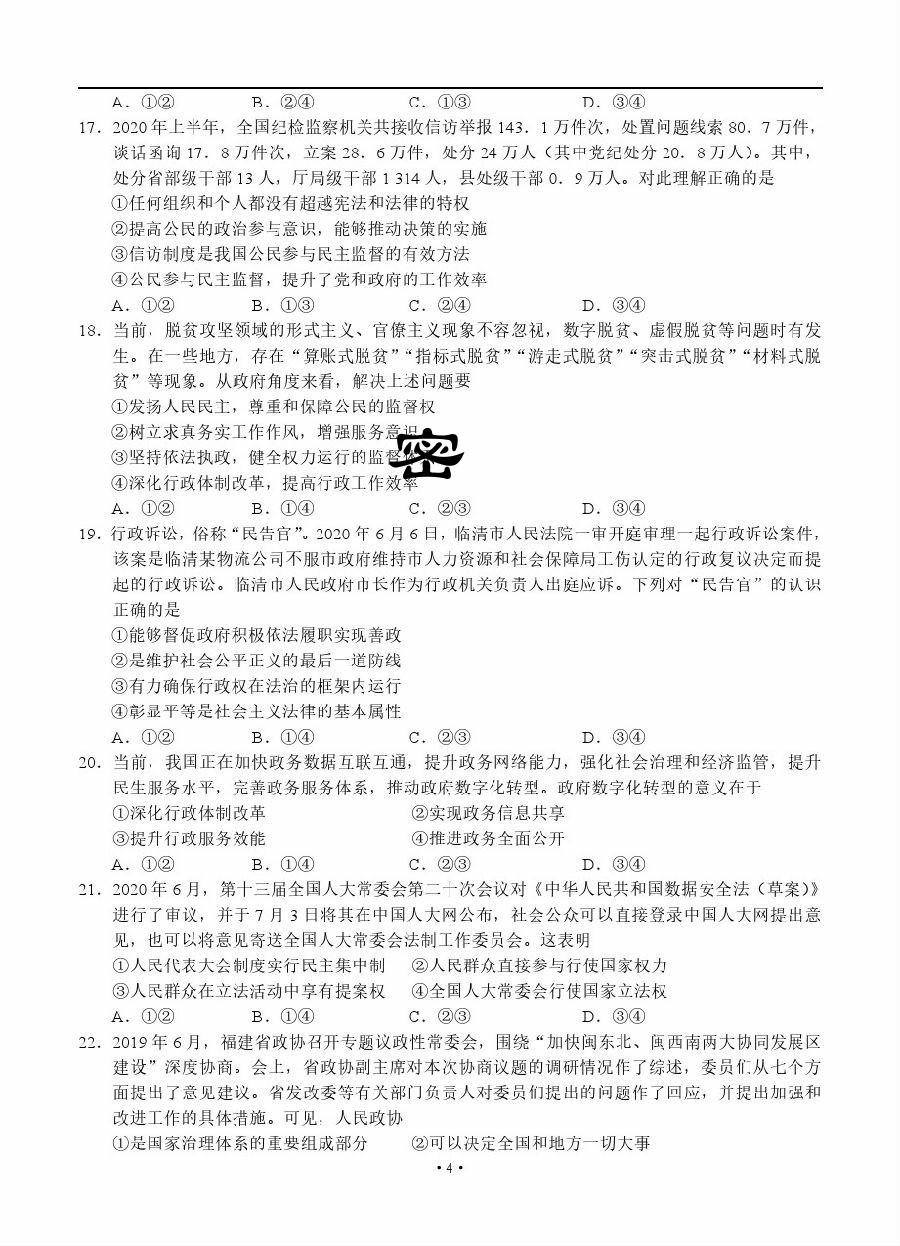 A．①②　B．②④　C．①③　D．③④
17．2020年上半年，全国纪检监察机关共接收信访举报143．1万件次，处置问题线索80．7万件，
谈话函询17．8万件次，立案28．6万件，处分24万人（其中党纪处分20．8万人）。其中，
处分省部级干部13人，厅局级干部1 314人，县处级干部0．9万人。对此理解正确的是
①任何组织和个人都没有超越宪法和法律的特权
②提高公民的政治参与意识，能够推动决策的实施
③信访制度是我国公民参与民主监督的有效方法
④公民参与民主监督，提升了党和政府的工作效率
A．①②　B．①③　C．②④　D．③④
18．当前，脱贫攻坚领域的形式主义、官僚主义现象不容忽视，数字脱贫、虚假脱贫等问题时有发
生。在一些地方，存在“算账式脱贫”“指标式脱贫”“游走式脱贫”“突击式脱贫”“材料式脱
贫”等现象。从政府角度来看，解决上述问题要
①发扬人民民主，尊重和保障公民的监督权
②树立求真务实工作作风，增强服务意识
③坚持依法执政，健全权力运行的监督体
密
④深化行政体制改革，提高行政工作效率
A．①②　B．①④　C．②③　D．③④
19．行政诉讼，俗称“民告官”。2020年6月6日，临清市人民法院一审开庭审理一起行政诉讼案件，
该案是临清某物流公司不服市政府维持市人力资源和社会保障局工伤认定的行政复议决定而提
起的行政诉讼。临清市人民政府市长作为行政机关负责人出庭应诉。下列对“民告官”的认识
正确的是
①能够督促政府积极依法履职实现善政
②是维护社会公平正义的最后一道防线
③有力确保行政权在法治的框架内运行
④彰显平等是社会主义法律的基本属性
A．①②　B．①④　C．②③　D．③④
20．当前，我国正在加快政务数据互联互通，提升政务网络能力，强化社会治理和经济监管，提升
民生服务水平，完善政务服务体系，推动政府数字化转型。政府数字化转型的意义在于
①深化行政体制改革　②实现政务信息共享
③提升行政服务效能　④推进政务全面公开
A．①②　B．①④　C．②③　D．③④
21．2020年6月，第十三届全国人大常委会第二十次会议对《中华人民共和国数据安全法（草案）》
进行了审议，并于7月3日将其在中国人大网公布，社会公众可以直接登录中国人大网提出意
见，也可以将意见寄送全国人大常委会法制工作委员会。这表明
①人民代表大会制度实行民主集中制　②人民群众直接参与行使国家权力
③人民群众在立法活动中享有提案权　④全国人大常委会行使国家立法权
A．①②　B．①④　C．②③　D．③④
22．2019年6月，福建省政协召开专题议政性常委会，围绕“加快闽东北、闽西南两大协同发展区
建设”深度协商。会上，省政协副主席对本次协商议题的调研情况作了综述，委员们从七个方
面提出了意见建议。省发改委等有关部门负责人对委员们提出的问题作了回应，并提出加强和
改进工作的具体措施。可见，人民政协
①是国家治理体系的重要组成部分　②可以决定全国和地方一切大事
·4·